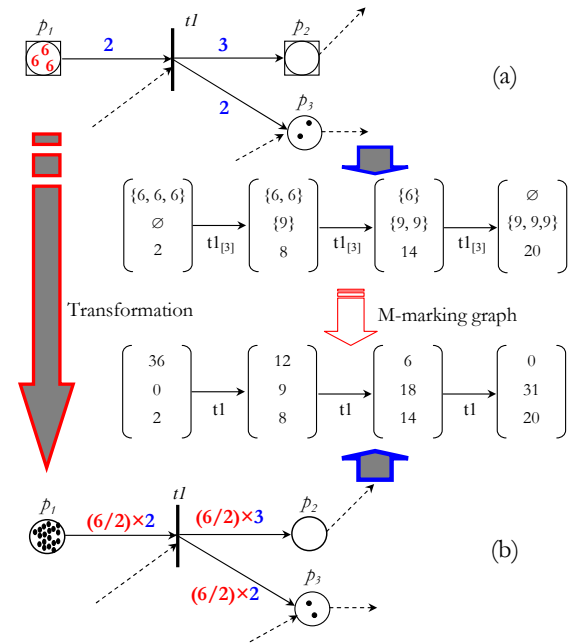 p1 t1 p2
6 6 6 2 3
(a)
2 p3
{6, 6, 6} {6, 6} {6} ∅
∅ {9} {9, 9} {9, 9,9}
2 8 14 20
t1[3] t1[3] t1[3]
Transformation M-marking graph
36 12 6 0
0 9 18 31
2 8 14 20
t1 t1 t1
p1 t1 p2
(6/2)×2 (6/2)×3
(b)
(6/2)×2 p3